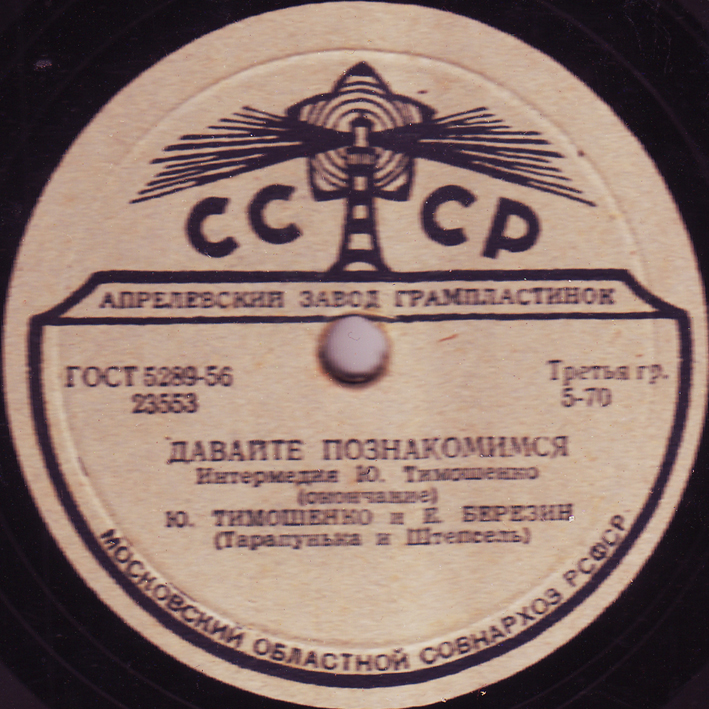 СССР
АПРЕЛЕВСКИЙ ЗАВОД ГРАМПЛАСТИНОК
ГОСТ 5289-56
23553
Третья гр.
5-70
ДАВАЙТЕ ПОЗНАКОМИМСЯ
Интермедия Ю. Тимошенко
(окончание)
Ю. ТИМОШЕНКО и Е. БЕРЕЗИН
(Тарапунька и Штепсель)
МОСКОВСКИЙ ОБЛАСТНОЙ СОВНАРХОЗ РСФСР